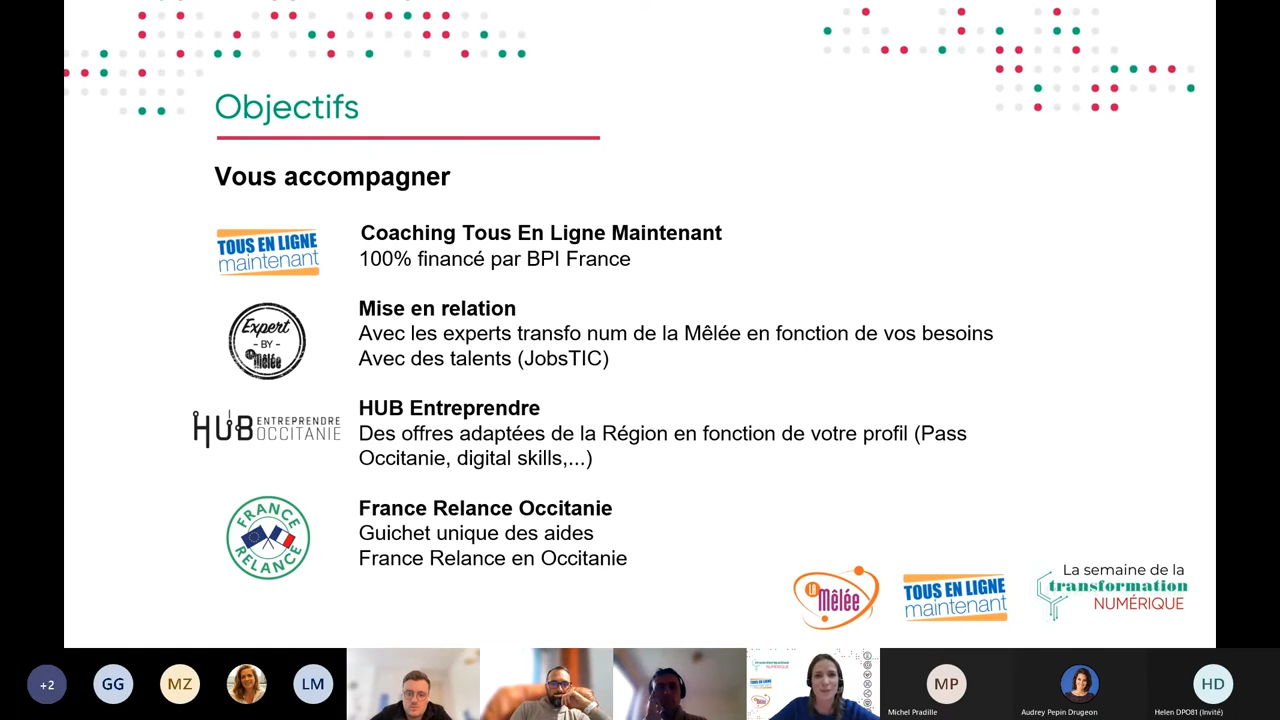 Objectifs
Vous accompagner
TOUS EN LIGNE
maintenant
Coaching Tous En Ligne Maintenant
100% financé par BPI France
Expert
- BY -
la Mêlée
Mise en relation
Avec les experts transfo num de la Mêlée en fonction de vos besoins
Avec des talents (JobsTIC)
HUB ENTREPRENDRE
OCCITANIE
HUB Entreprendre
Des offres adaptées de la Région en fonction de votre profil (Pass
Occitanie, digital skills,...)
FRANCE
RELANCE
France Relance Occitanie
Guichet unique des aides
France Relance en Occitanie
LA
Mêlée
TOUS EN LIGNE
maintenant
La semaine de la
transformation
NUMÉRIQUE
+2
GG
MZ
LM
MP
Michel Pradille
Audrey Pepin Drugeon
HD
Helen DPO81 (Invité)